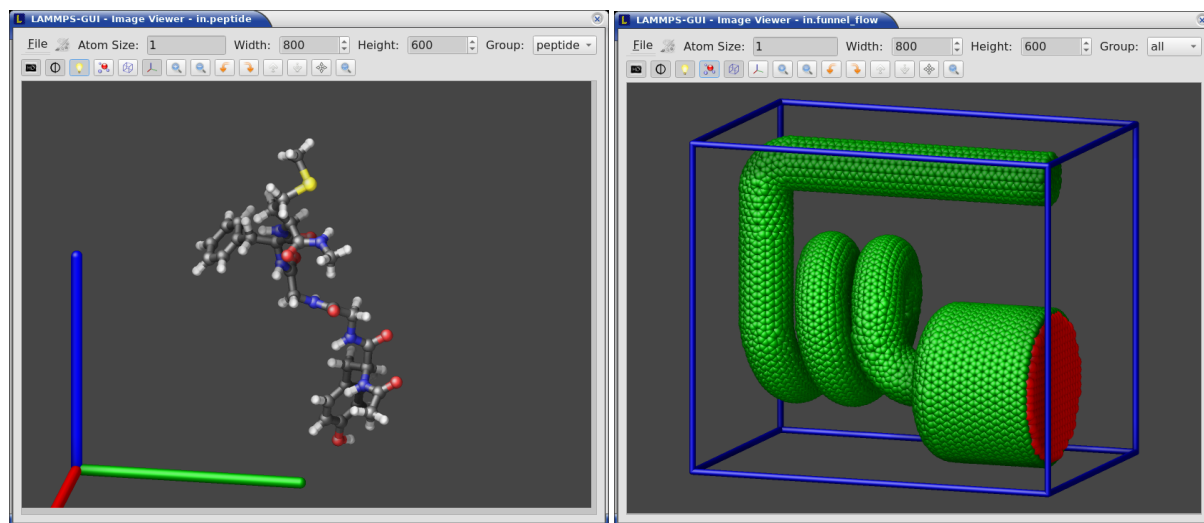 LAMMPS-GUI - Image Viewer - in.peptide
File Atom Size: 1 Width: 800 Height: 600 Group: peptide
LAMMPS-GUI - Image Viewer - in.funnel_flow
File Atom Size: 1 Width: 800 Height: 600 Group: all